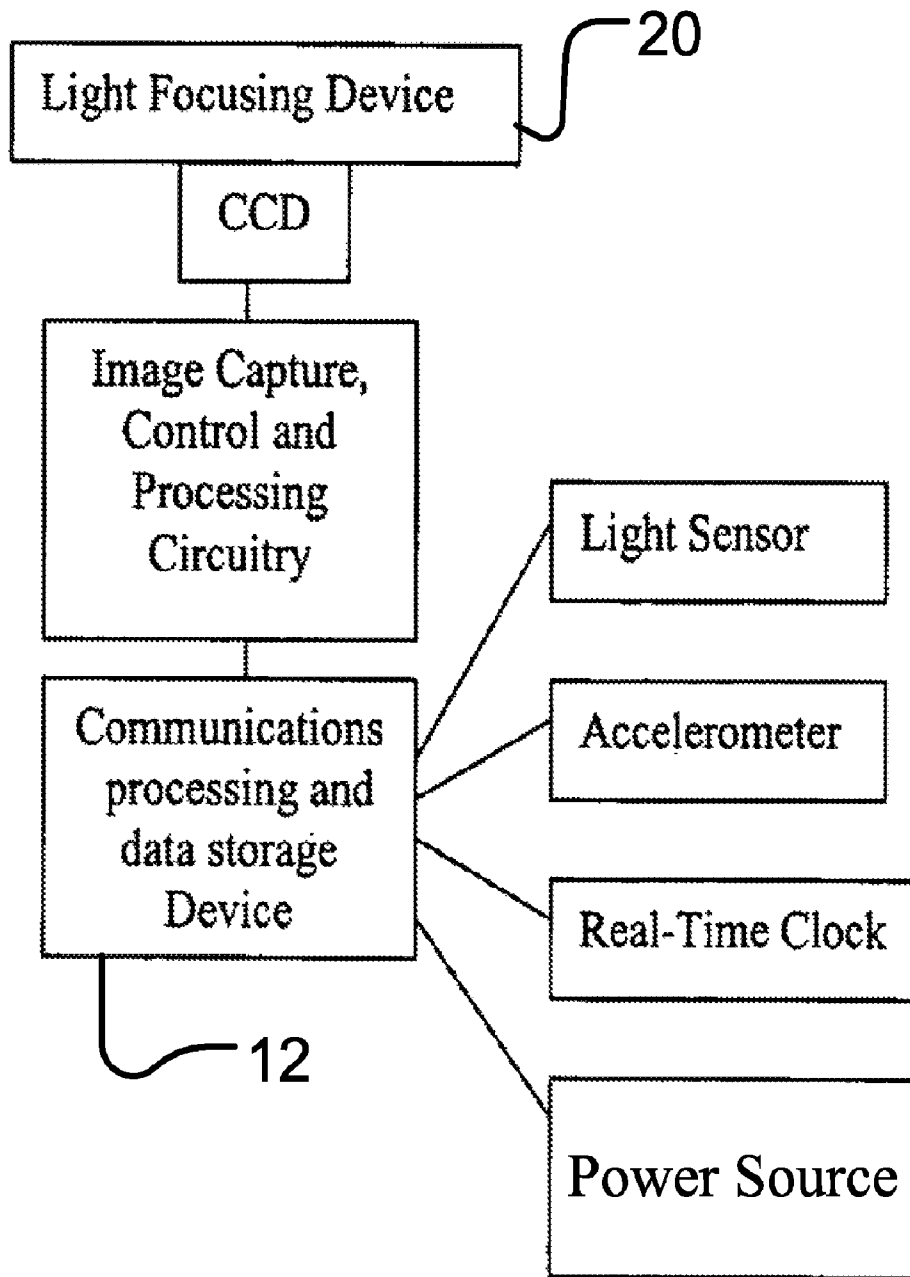 20
Light Focusing Device
CCD
Image Capture,
Control and
Processing
Circuitry
Communications
processing and
data storage
Device
12
Light Sensor
Accelerometer
Real-Time Clock
Power Source